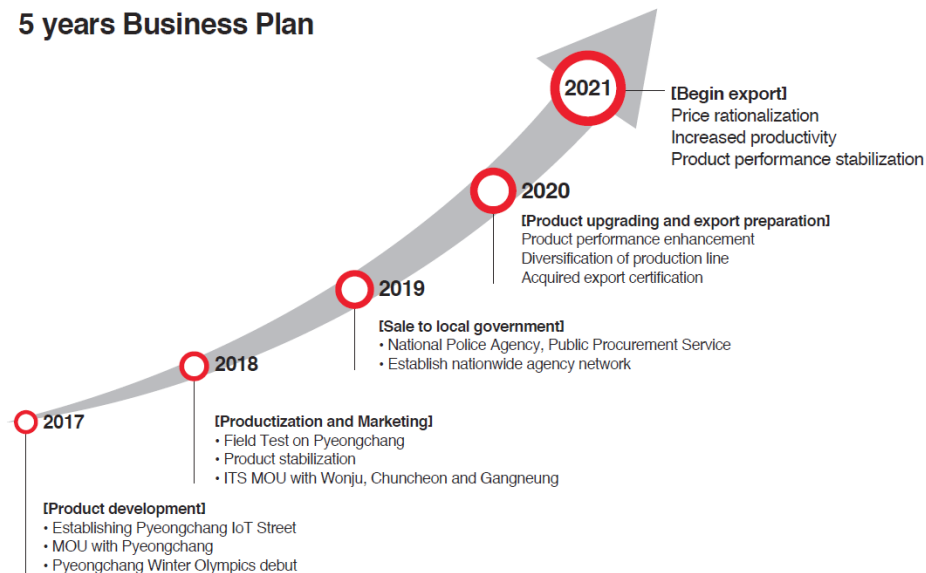 5 years Business Plan
2021
[Begin export]
Price rationalization
Increased productivity
Product performance stabilization
2020
[Product upgrading and export preparation]
Product performance enhancement
Diversification of production line
Acquired export certification
2019
[Sale to local government]
• National Police Agency, Public Procurement Service
• Establish nationwide agency network
2018
[Productization and Marketing]
• Field Test on Pyeongchang
• Product stabilization
• ITS MOU with Wonju, Chuncheon and Gangneung
2017
[Product development]
• Establishing Pyeongchang IoT Street
• MOU with Pyeongchang
• Pyeongchang Winter Olympics debut